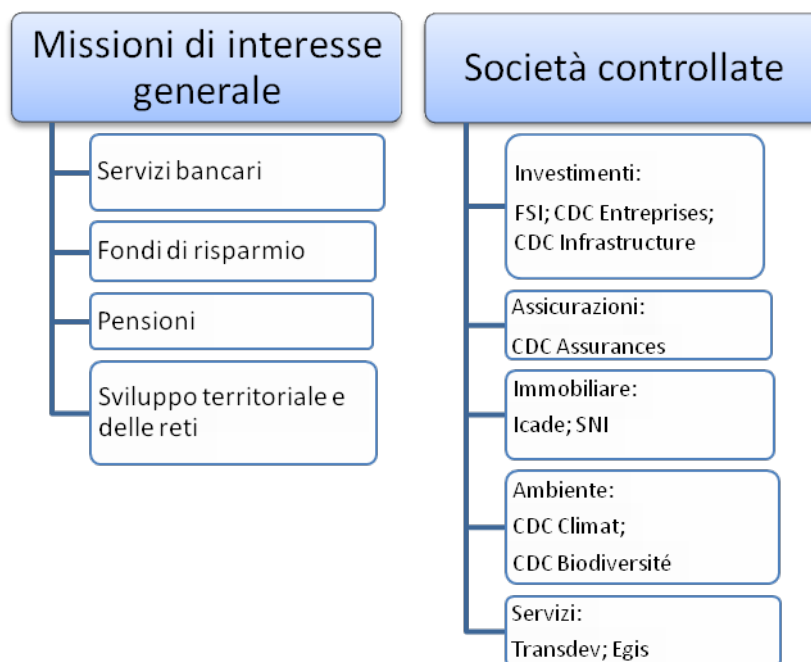 Missioni di interesse
generale
Servizi bancari
Fondi di risparmio
Pensioni
Sviluppo territoriale e
delle reti
Società controllate
Investimenti:
FSI; CDC Entreprises;
CDC Infrastructure
Assicurazioni:
CDC Assurances
Immobiliare:
Icade; SNI
Ambiente:
CDC Climat;
CDC Biodiversité
Servizi:
Transdev; Egis